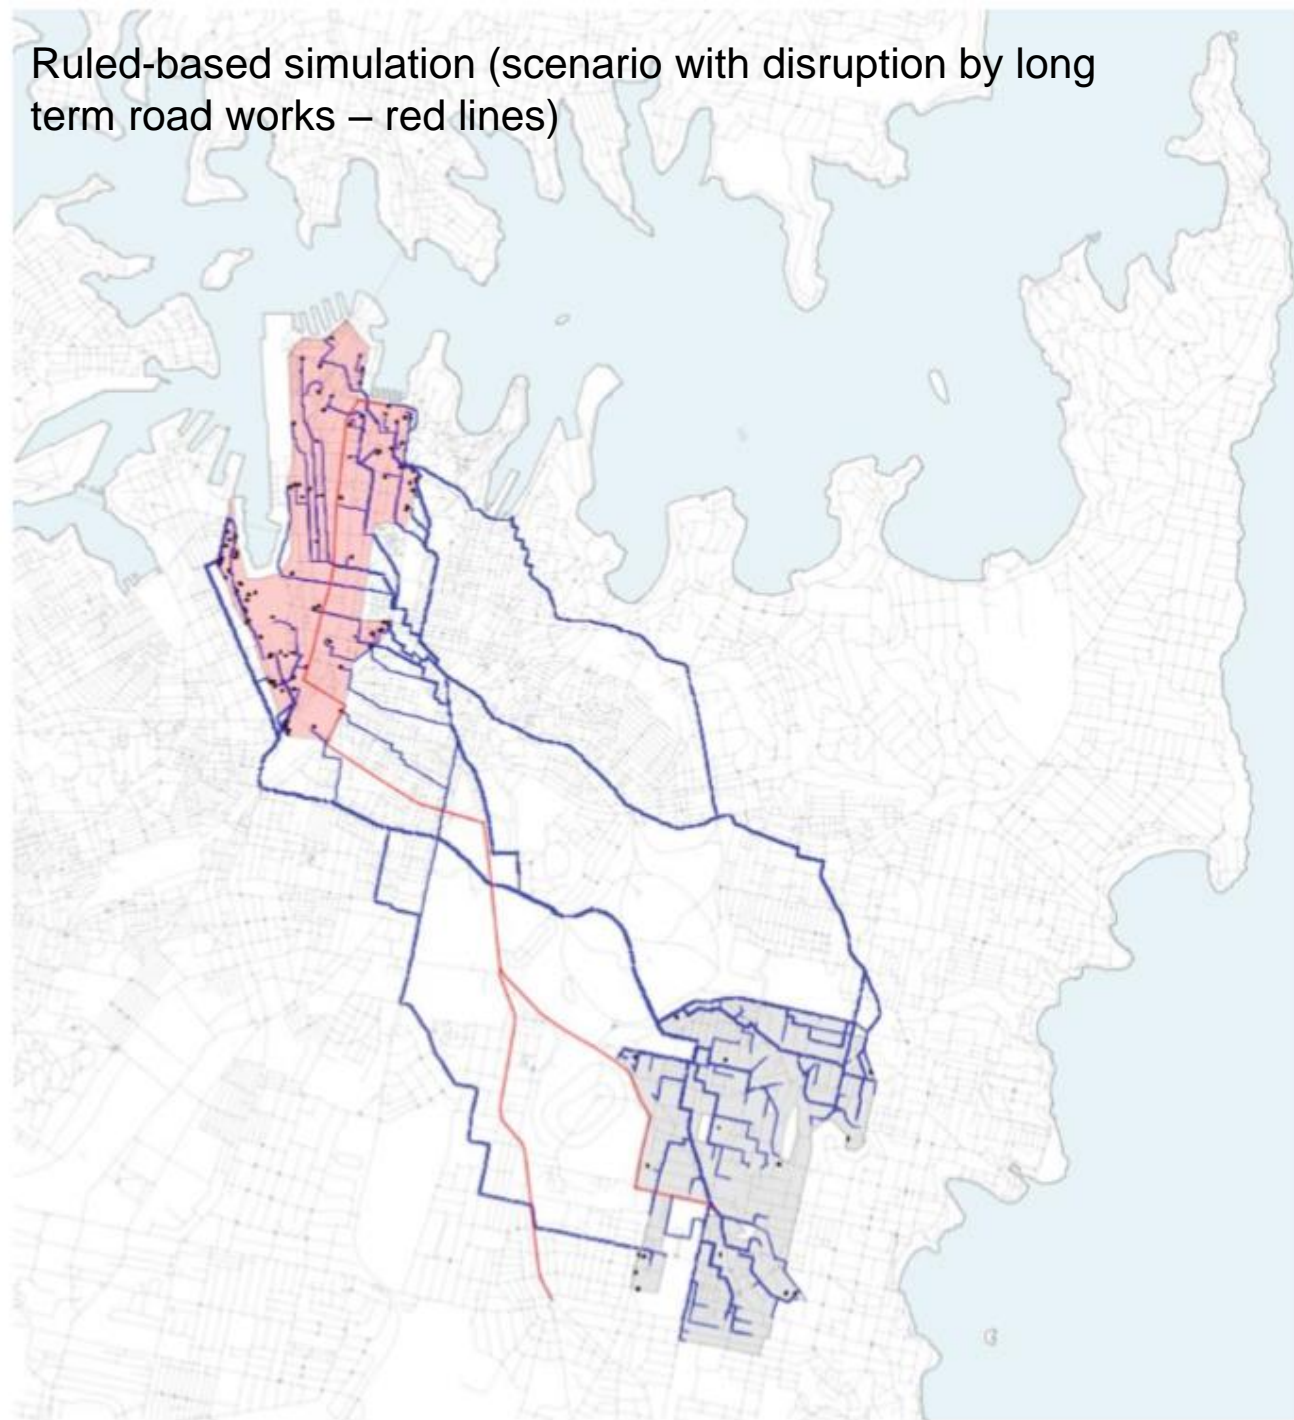 Ruled-based simulation (scenario with disruption by long
term road works – red lines)